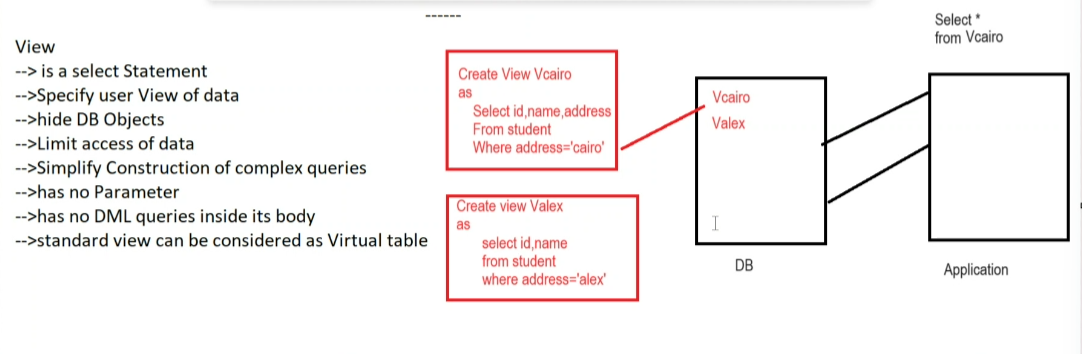 ------
View
--> is a select Statement
-->Specify user View of data
-->hide DB Objects
-->Limit access of data
-->Simplify Construction of complex queries
-->has no Parameter
-->has no DML queries inside its body
-->standard view can be considered as Virtual table
Create View Vcairo
as
Select id,name,address
From student
Where address='cairo'
Create view Valex
as
select id,name
from student
where address='alex'
Vcairo
Valex
DB
Select *
from Vcairo
Application